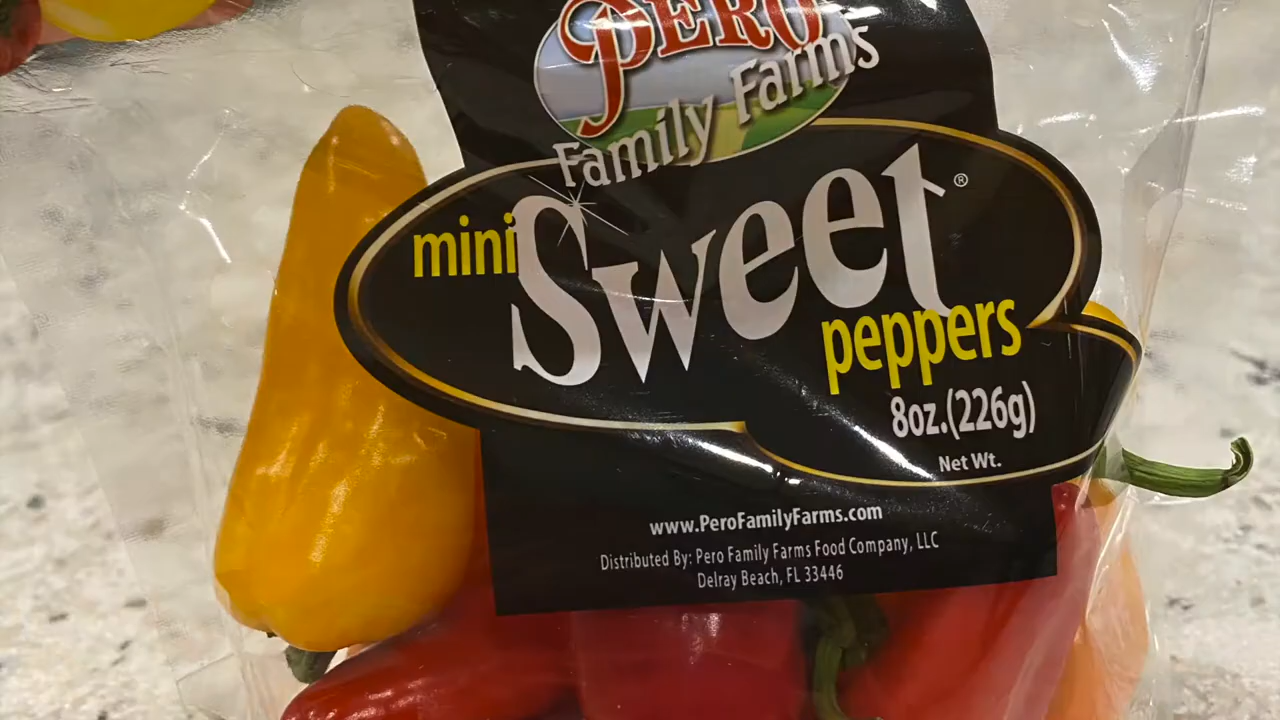 PERO
Family Farms
mini Sweet®
peppers
8oz.(226g)
Net Wt.
www.PeroFamilyFarms.com
Distributed By: Pero Family Farms Food Company, LLC
Delray Beach, FL 33446